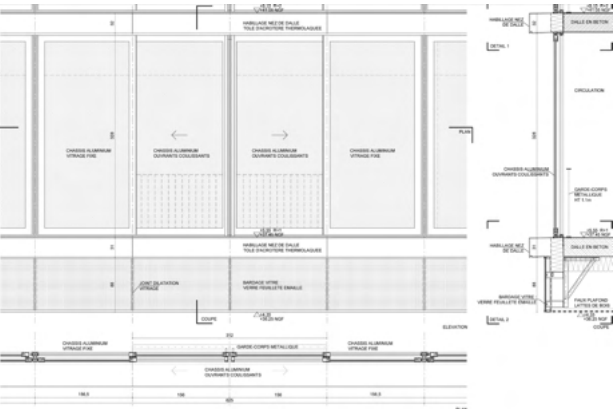 HABILLAGE NEZ DE DALLE
TOLE D'ACROTERE THERMOLAQUEE
CHASSIS ALUMINIUM
VITRAGE FIXE
CHASSIS ALUMINIUM
OUVRANTS COULISSANTS
CHASSIS ALUMINIUM
OUVRANTS COULISSANTS
CHASSIS ALUMINIUM
VITRAGE FIXE
PLAN
HABILLAGE NEZ DE DALLE
TOLE D'ACROTERE THERMOLAQUEE
JOINT DILATATION
VITRAGE
BARDAGE VITRE
VERRE FEUILLETE EMAILLE
COUPE
ELEVATION
312
CHASSIS ALUMINIUM
VITRAGE FIXE
GARDE-CORPS METALLIQUE
CHASSIS ALUMINIUM
VITRAGE FIXE
CHASSIS ALUMINIUM
OUVRANTS COULISSANTS
156
156
HABILLAGE NEZ
DE DALLE
DALLE EN BETON
DETAIL 1
CIRCULATION
CHASSIS ALUMINIUM
OUVRANTS COULISSANTS
GARDE-CORPS
METALLIQUE
HABILLAGE NEZ
DE DALLE
DALLE EN BETON
BARDAGE VITRE
VERRE FEUILLETE EMAILLE
FAUX PLAFOND
LATTES DE BOIS
DETAIL 2
COUPE